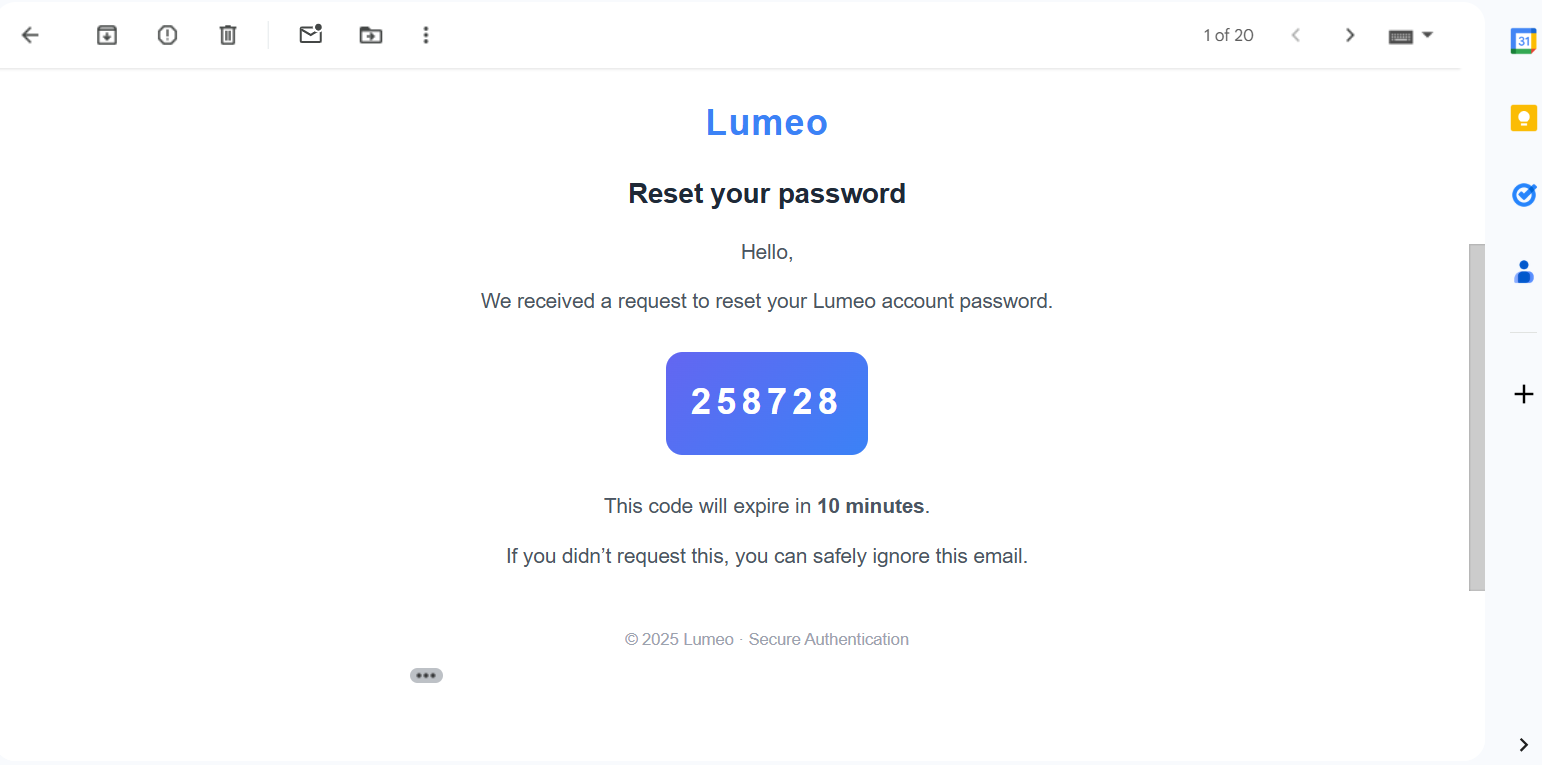 1 of 20
31
Lumeo
Reset your password
Hello,
We received a request to reset your Lumeo account password.
258728
This code will expire in 10 minutes.
If you didn’t request this, you can safely ignore this email.
© 2025 Lumeo · Secure Authentication